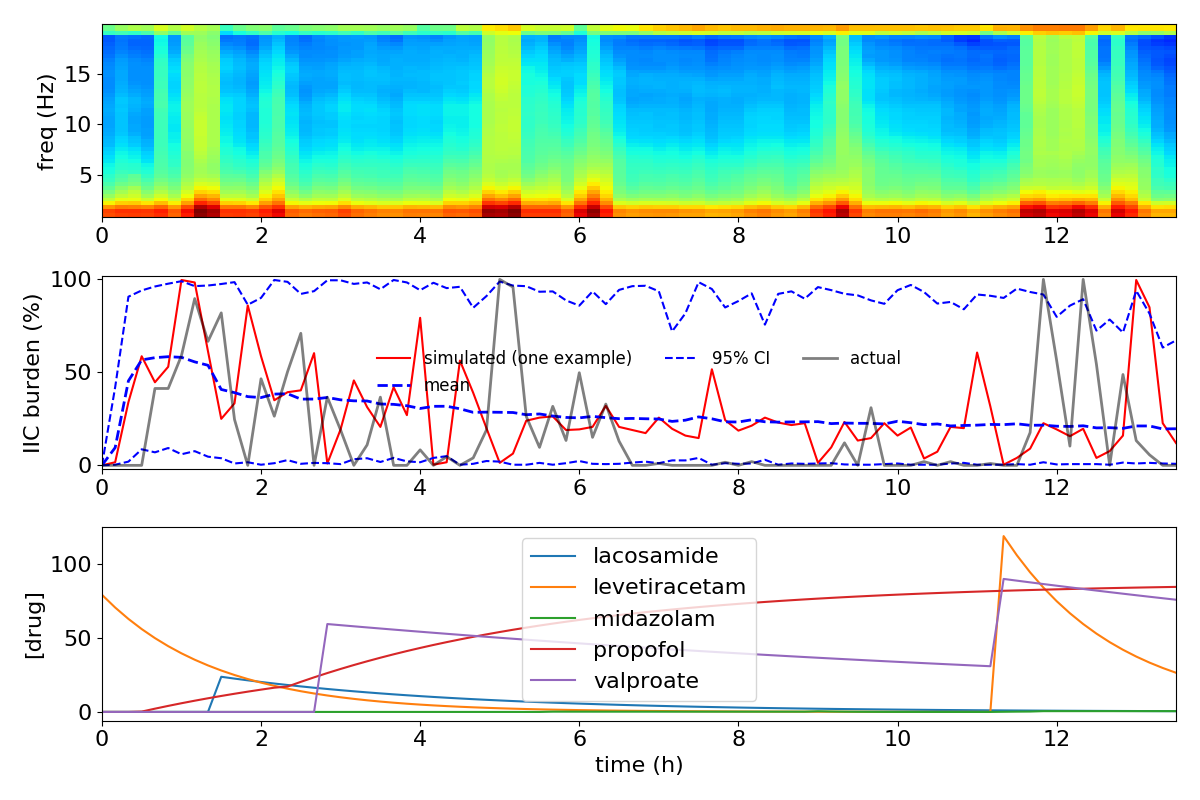 freq (Hz)
15
10
5
0 2 4 6 8 10 12
IIC burden (%)
100
50
0
simulated (one example) 95% CI actual
mean
0 2 4 6 8 10 12
[drug]
100
50
0
lacosamide
levetiracetam
midazolam
propofol
valproate
0 2 4 6 8 10 12
time (h)